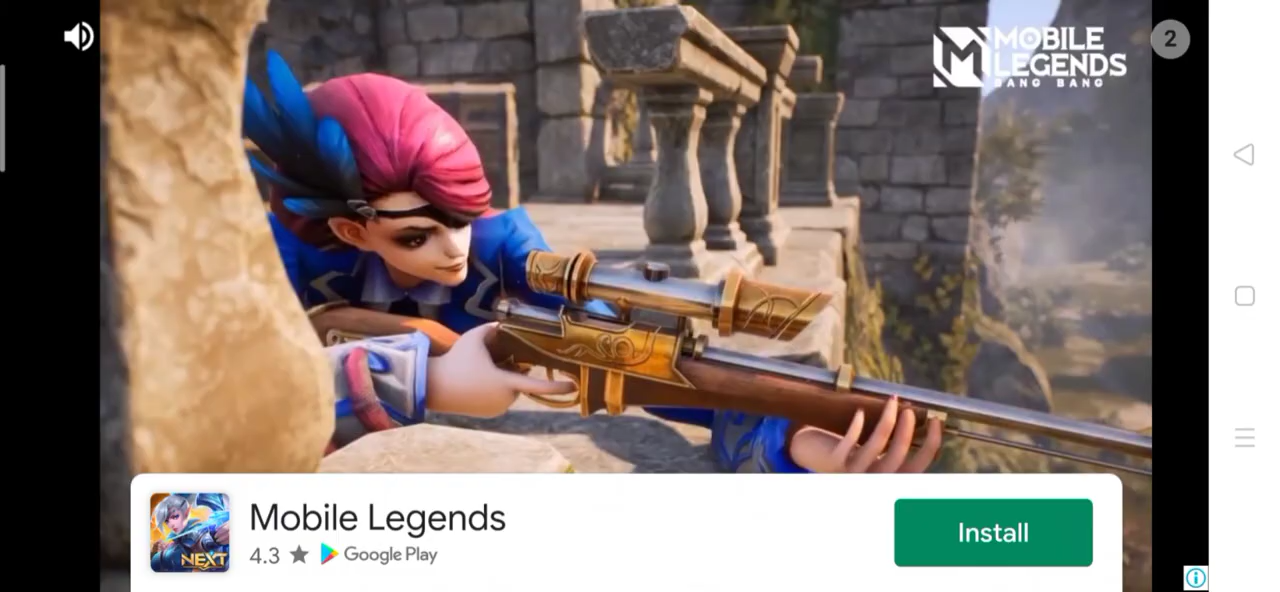 MOBILE
LEGENDS
BANG BANG
2
NEXT
Mobile Legends
4.3 ★ Google Play
Install